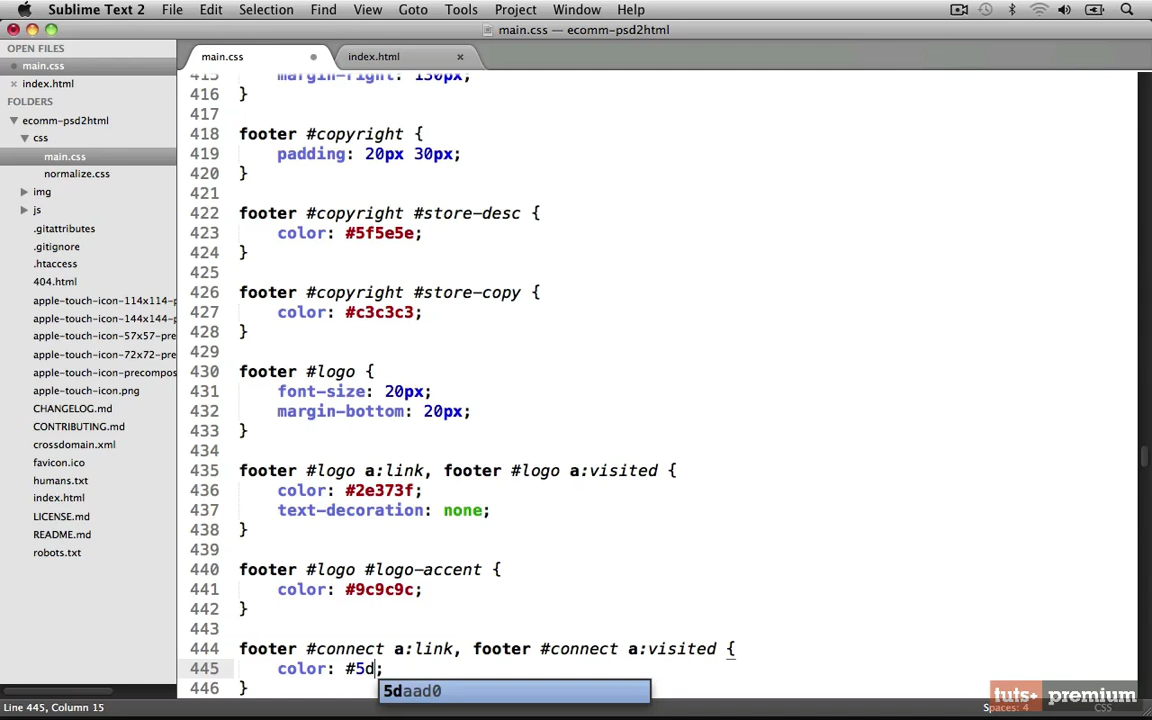 Sublime Text 2 File Edit Selection Find View Goto Tools Project Window Help
main.css — ecomm-psd2html
OPEN FILES
main.css
index.html
FOLDERS
ecomm-psd2html
css
main.css
normalize.css
img
js
.gitattributes
.gitignore
.htaccess
404.html
apple-touch-icon-114x114-p
apple-touch-icon-144x144-p
apple-touch-icon-57x57-pre
apple-touch-icon-72x72-pre
apple-touch-icon-precompos
apple-touch-icon.png
CHANGELOG.md
CONTRIBUTING.md
crossdomain.xml
favicon.ico
humans.txt
index.html
LICENSE.md
README.md
robots.txt
main.css index.html
415 margin-right: 130px;
416 }
417
418 footer #copyright {
419 padding: 20px 30px;
420 }
421
422 footer #copyright #store-desc {
423 color: #5f5e5e;
424 }
425
426 footer #copyright #store-copy {
427 color: #c3c3c3;
428 }
429
430 footer #logo {
431 font-size: 20px;
432 margin-bottom: 20px;
433 }
434
435 footer #logo a:link, footer #logo a:visited {
436 color: #2e373f;
437 text-decoration: none;
438 }
439
440 footer #logo #logo-accent {
441 color: #9c9c9c;
442 }
443
444 footer #connect a:link, footer #connect a:visited {
445 color: #5d;
5daad0
446 }
tuts+ premium
Line 445, Column 15 Spaces: 4 CSS